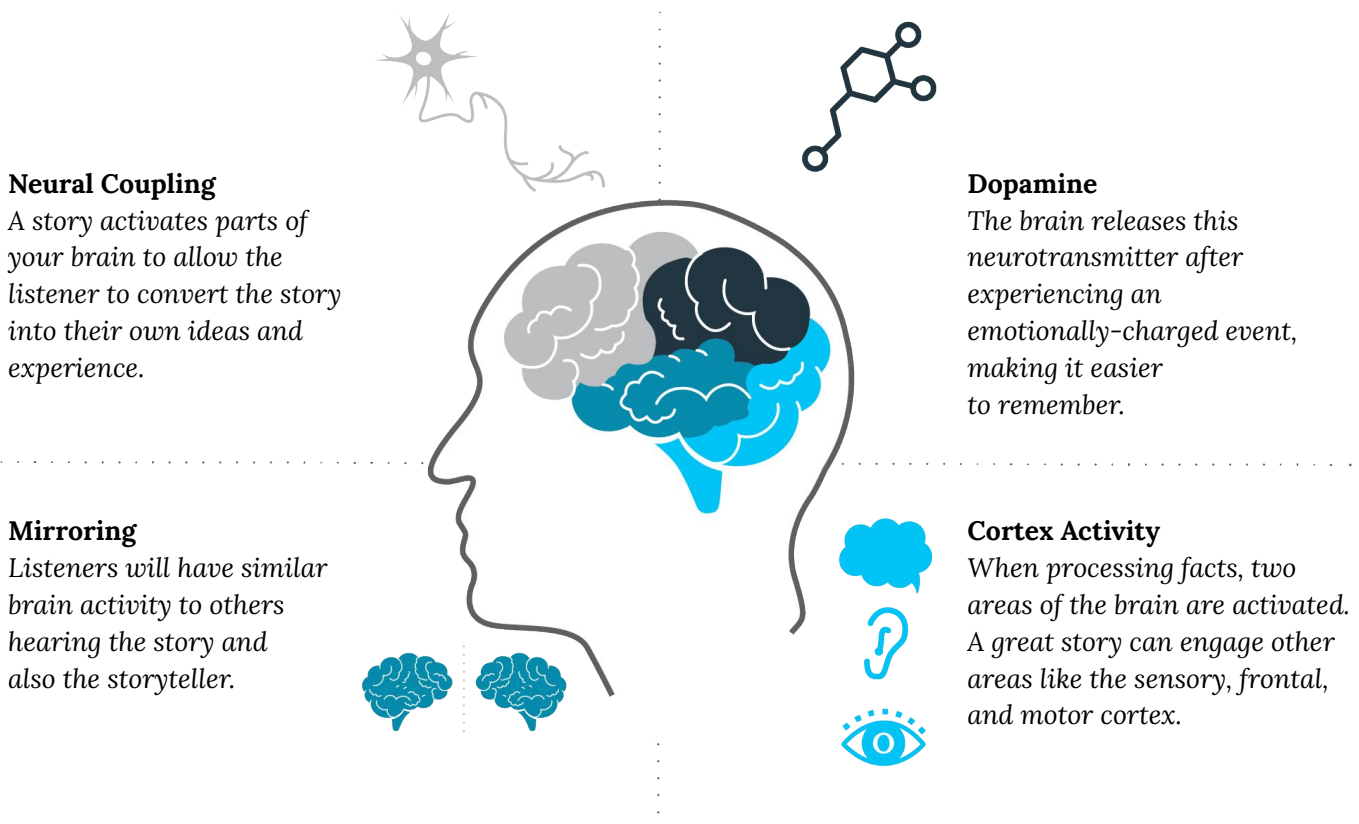 Neural Coupling
A story activates parts of
your brain to allow the
listener to convert the story
into their own ideas and
experience.
Dopamine
The brain releases this
neurotransmitter after
experiencing an
emotionally-charged event,
making it easier
to remember.
Mirroring
Listeners will have similar
brain activity to others
hearing the story and
also the storyteller.
Cortex Activity
When processing facts, two
areas of the brain are activated.
A great story can engage other
areas like the sensory, frontal,
and motor cortex.